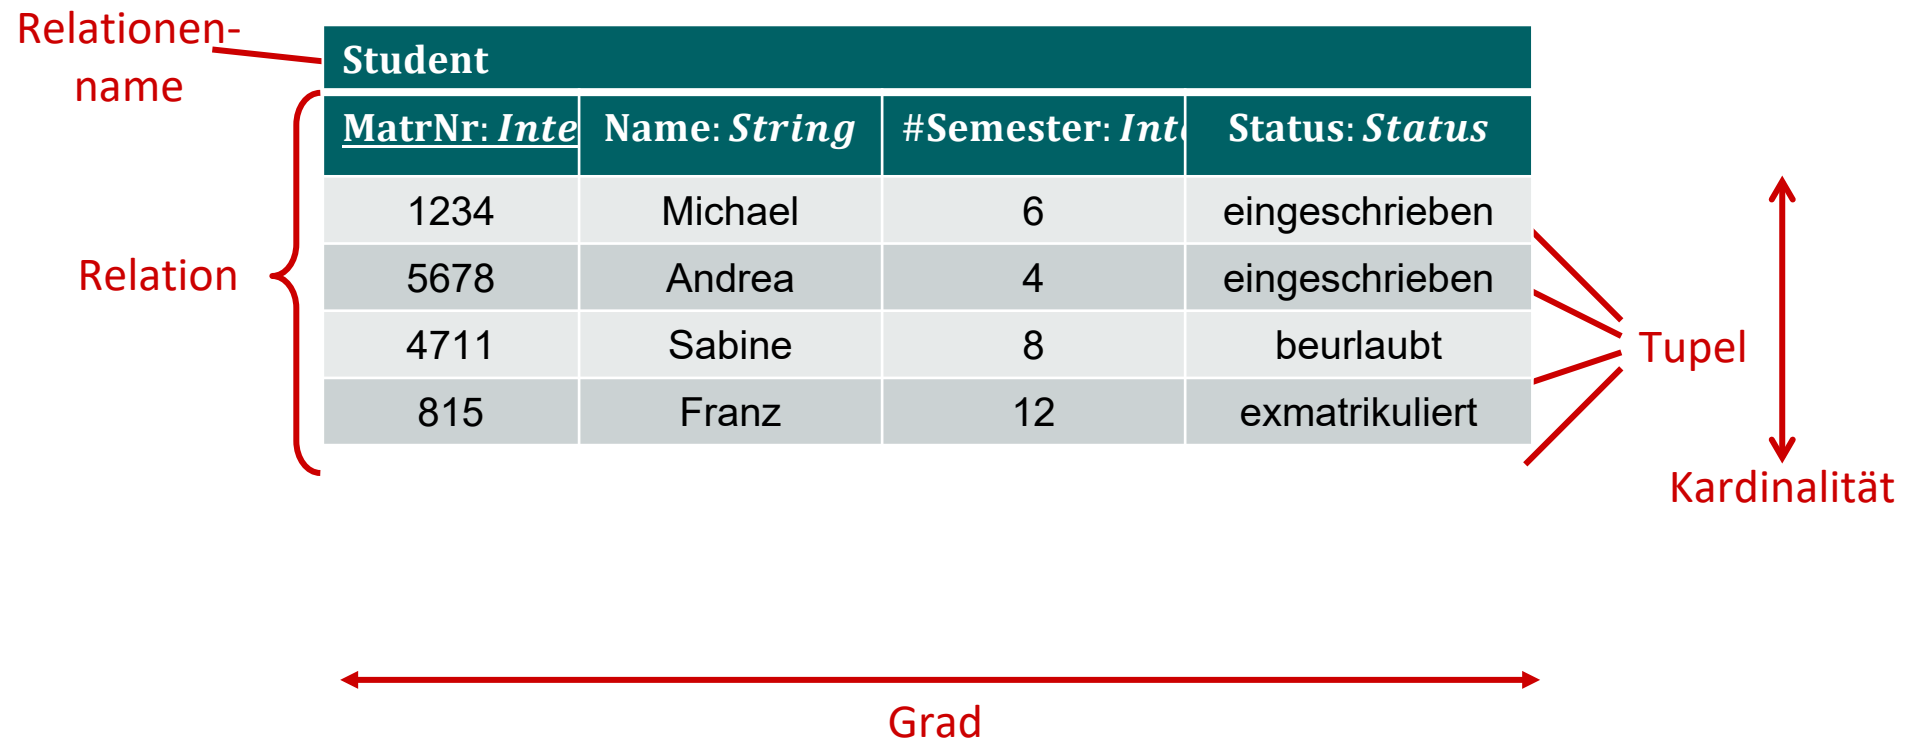 Relationen-
name
Student
MatrNr: Inte Name: String #Semester: Inte Status: Status
1234 Michael 6 eingeschrieben
5678 Andrea 4 eingeschrieben
4711 Sabine 8 beurlaubt
815 Franz 12 exmatrikuliert
Relation
Tupel
Kardinalität
Grad